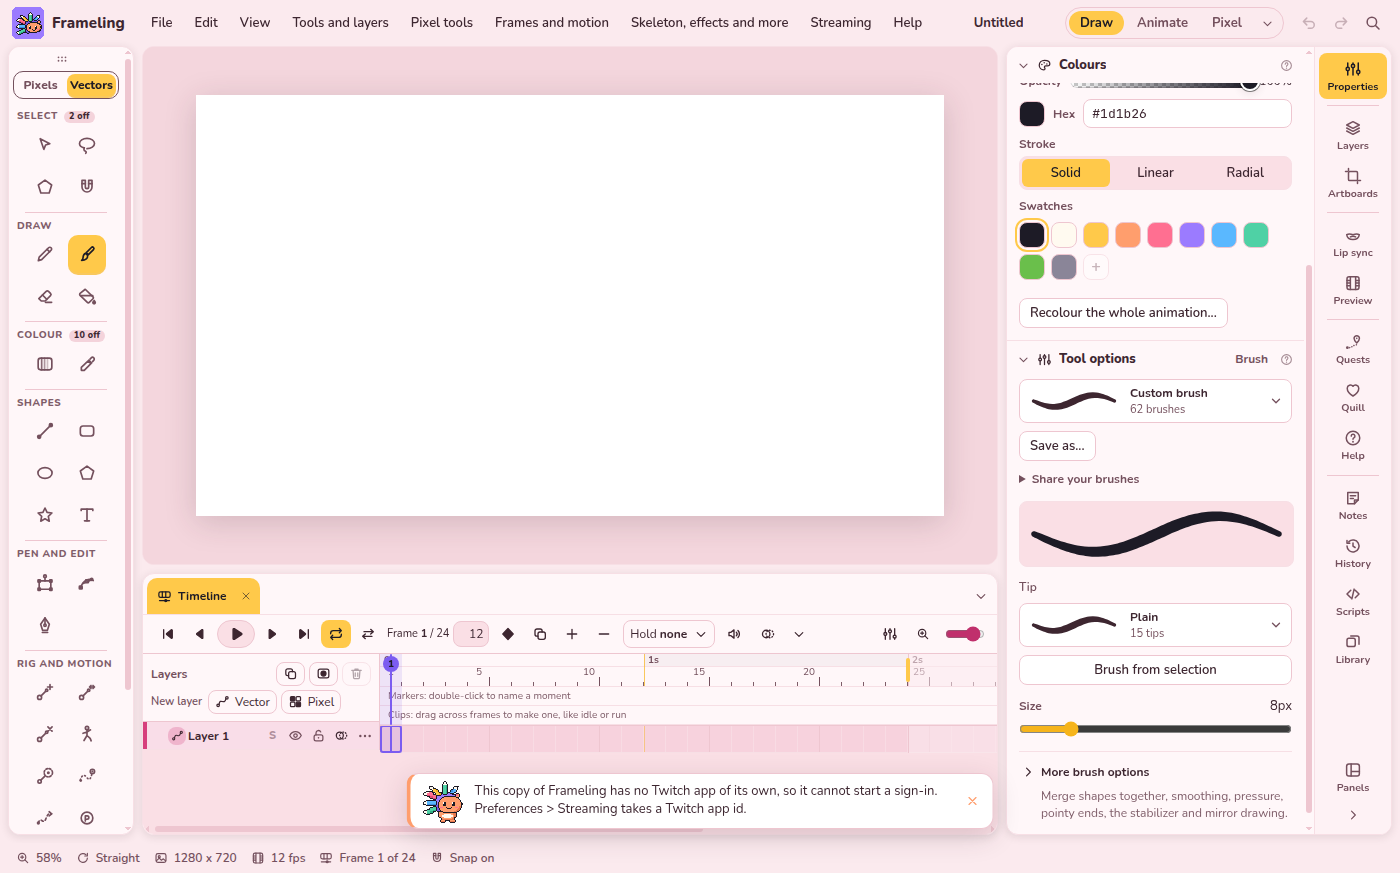 Frameling
File Edit View Tools and layers Pixel tools Frames and motion Skeleton, effects and more Streaming Help
Untitled
Draw Animate Pixel
Pixels Vectors
SELECT 2 off
DRAW
COLOUR 10 off
SHAPES
PEN AND EDIT
RIG AND MOTION
Timeline
Frame 1 / 24 12
Hold none
Layers
New layer Vector Pixel
1 5 10 1s 15 20 2s 25
Markers: double-click to name a moment
Clips: drag across frames to make one, like idle or run
Layer 1 S
This copy of Frameling has no Twitch app of its own, so it cannot start a sign-in.
Preferences > Streaming takes a Twitch app id.
Colours
Opacity 100%
Hex #1d1b26
Stroke
Solid Linear Radial
Swatches
+
Recolour the whole animation...
Tool options Brush
Custom brush
62 brushes
Save as...
Share your brushes
Tip
Plain
15 tips
Brush from selection
Size 8px
More brush options
Merge shapes together, smoothing, pressure,
pointy ends, the stabilizer and mirror drawing.
Properties
Layers
Artboards
Lip sync
Preview
Quests
Quill
Help
Notes
History
Scripts
Library
Panels
58% Straight 1280 x 720 12 fps Frame 1 of 24 Snap on